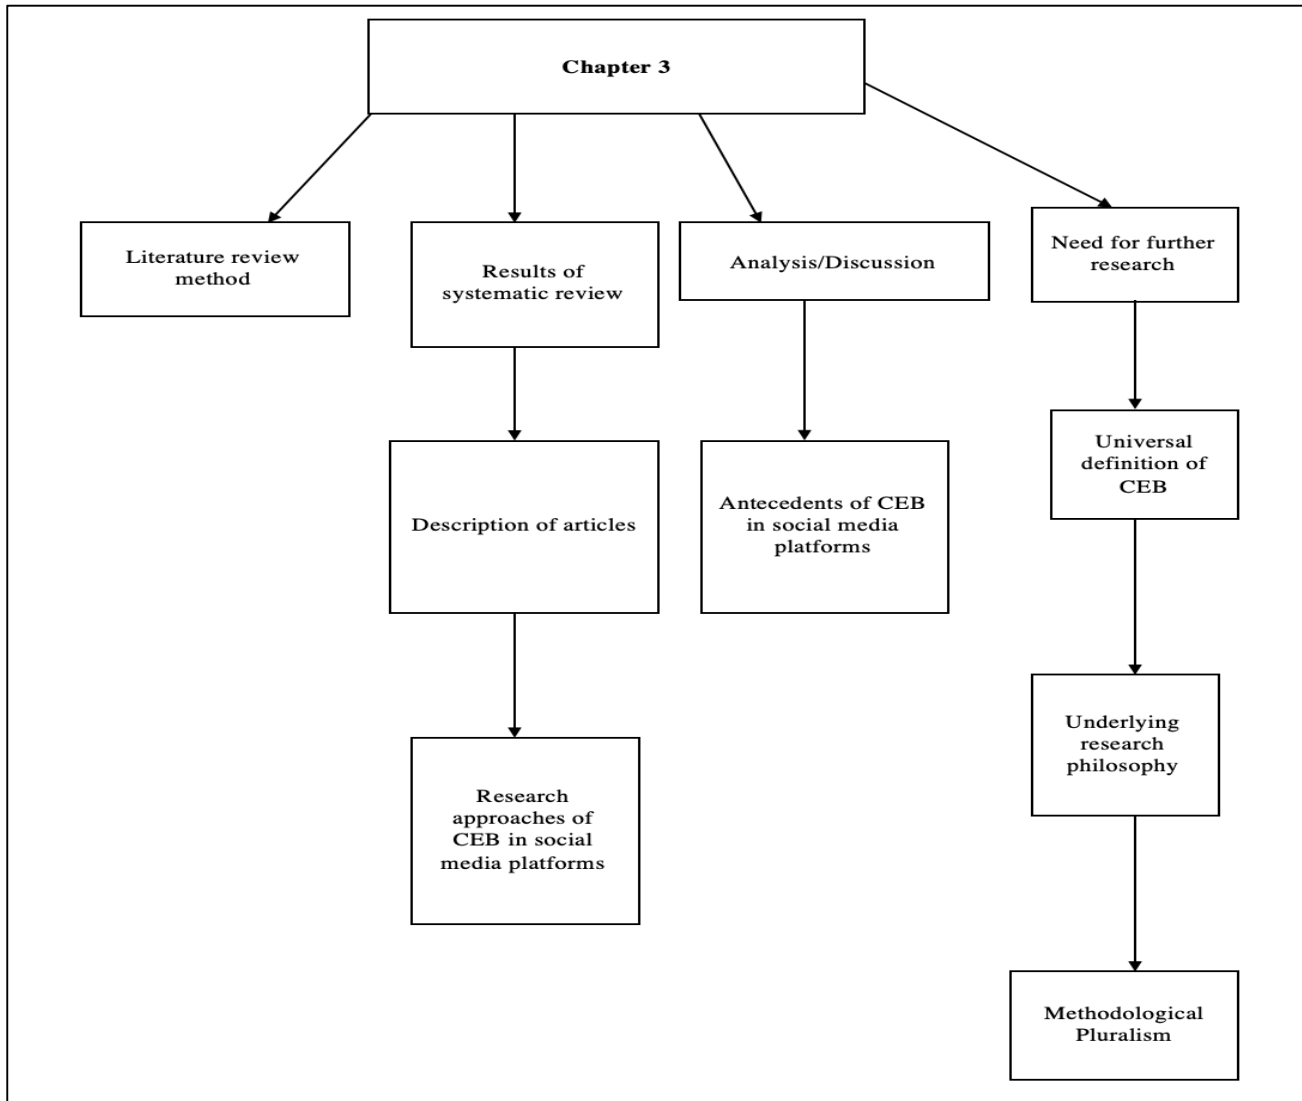 Chapter 3
Literature review
method
Results of
systematic review
Analysis/Discussion
Need for further
research
Description of articles
Antecedents of CEB
in social media
platforms
Universal
definition of
CEB
Research
approaches of
CEB in social
media platforms
Underlying
research
philosophy
Methodological
Pluralism